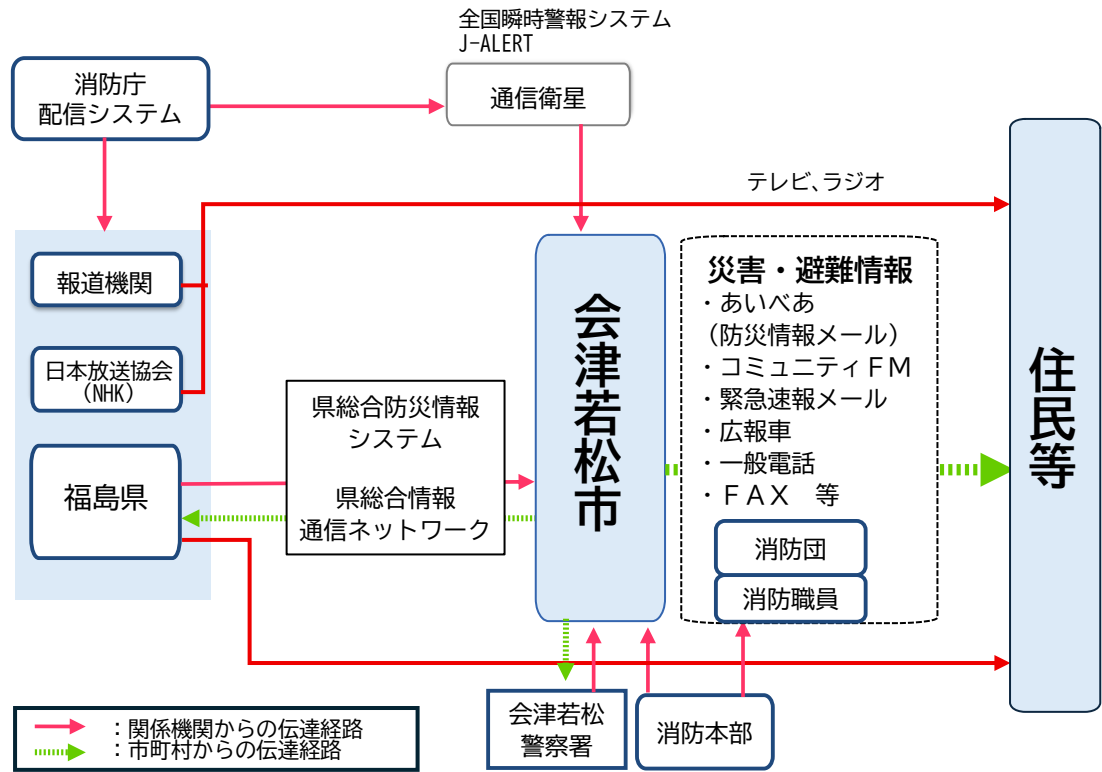 全国瞬時警報システム
J-ALERT
消防庁
配信システム
通信衛星
テレビ、ラジオ
報道機関
日本放送協会
(NHK)
福島県
県総合防災情報
システム
県総合情報
通信ネットワーク
会津若松市
災害・避難情報
・あいべあ
（防災情報メール）
・コミュニティＦＭ
・緊急速報メール
・広報車
・一般電話
・ＦＡＸ　等
消防団
消防職員
住民等
会津若松
警察署
消防本部
：関係機関からの伝達経路
：市町村からの伝達経路